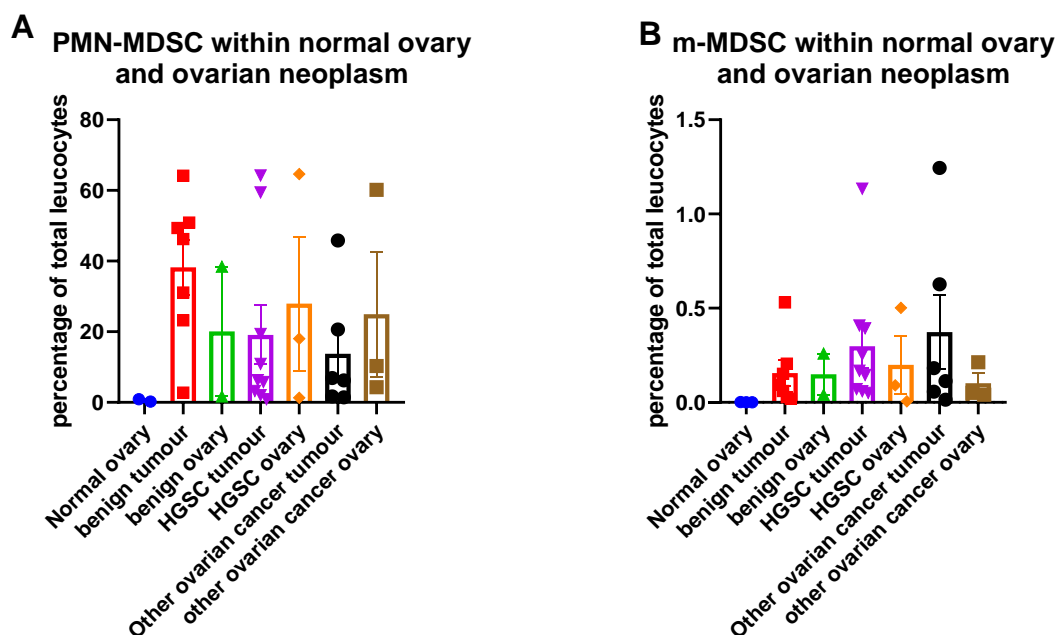 A
PMN-MDSC within normal ovary
and ovarian neoplasm
percentage of total leucocytes
80
60
40
20
0
Normal ovary
benign tumour
benign ovary
HGSC tumour
HGSC ovary
Other ovarian cancer tumour
other ovarian cancer ovary
B
m-MDSC within normal ovary
and ovarian neoplasm
percentage of total leucocytes
1.5
1.0
0.5
0.0
Normal ovary
benign tumour
benign ovary
HGSC tumour
HGSC ovary
Other ovarian cancer tumour
other ovarian cancer ovary